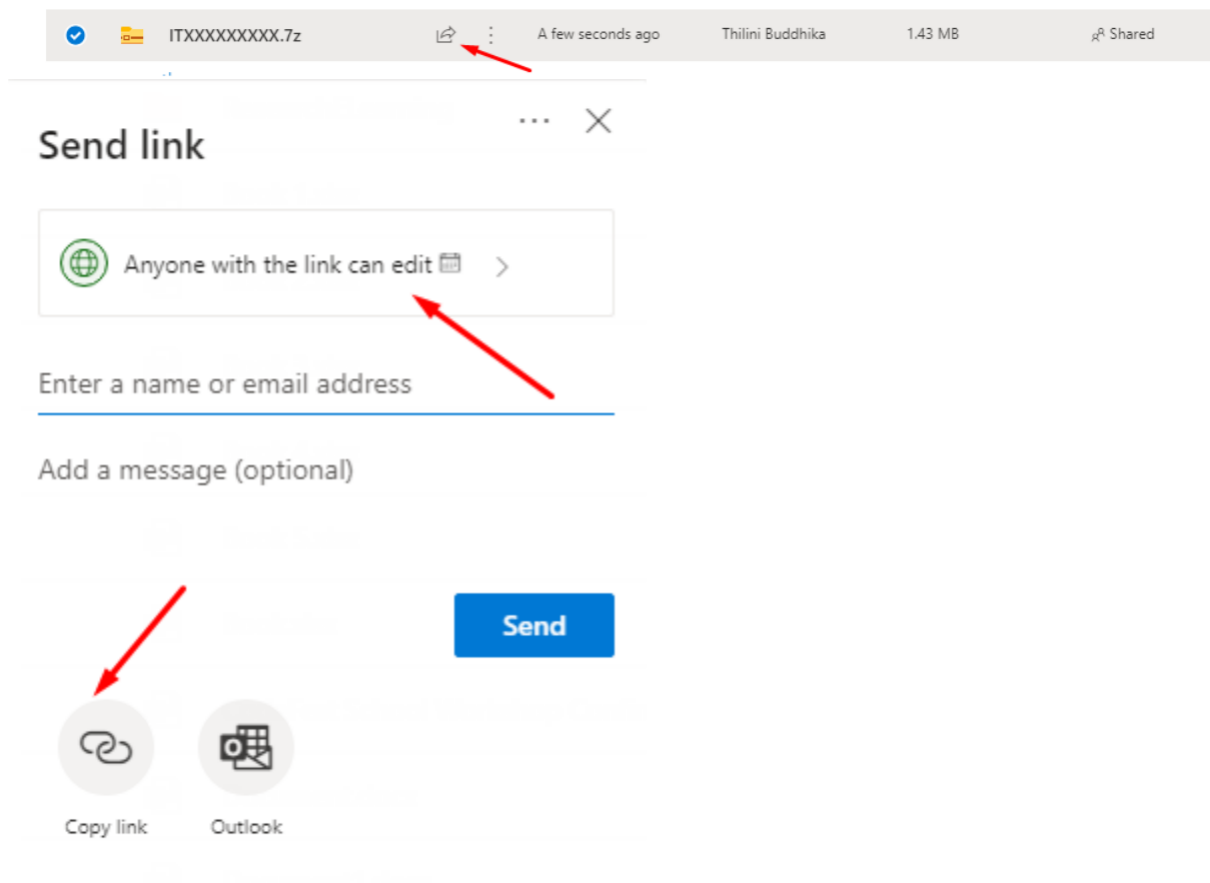 ITXXXXXXXXX.7z A few seconds ago Thilini Buddhika 1.43 MB Shared
Send link
Anyone with the link can edit
Enter a name or email address
Add a message (optional)
Send
Copy link Outlook